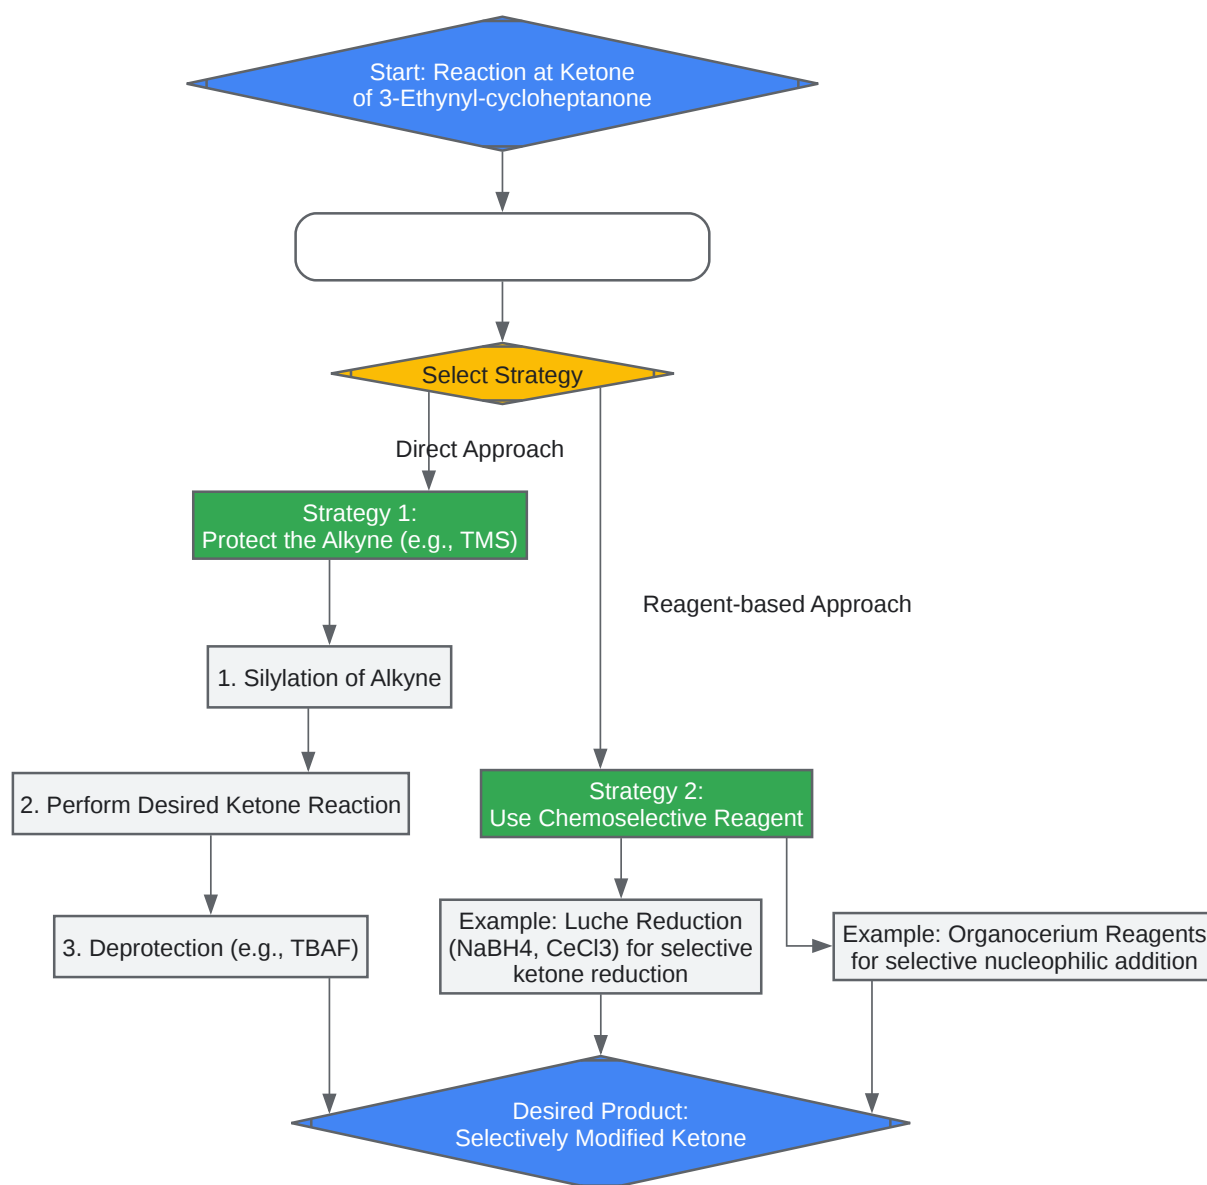 Start: Reaction at Ketone
of 3-Ethynyl-cycloheptanone
Select Strategy
Direct Approach
Strategy 1:
Protect the Alkyne (e.g., TMS)
Reagent-based Approach
1. Silylation of Alkyne
2. Perform Desired Ketone Reaction
Strategy 2:
Use Chemoselective Reagent
3. Deprotection (e.g., TBAF)
Example: Luche Reduction
(NaBH4, CeCl3) for selective
ketone reduction
Example: Organocerium Reagents
for selective nucleophilic addition
Desired Product:
Selectively Modified Ketone